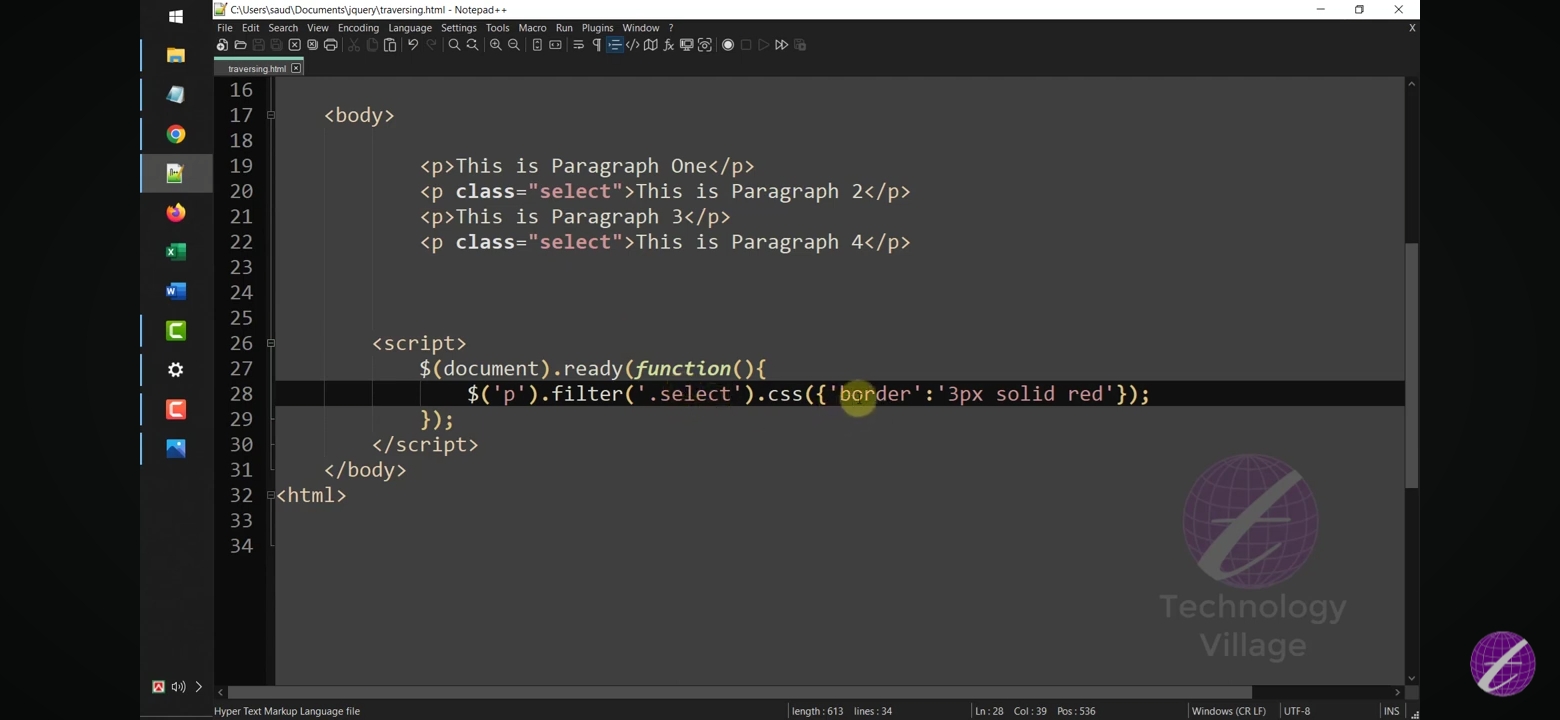 C:\Users\saud\Documents\jquery\traversing.html - Notepad++
File Edit Search View Encoding Language Settings Tools Macro Run Plugins Window ? X
traversing.html
16
17 <body>
18
19 <p>This is Paragraph One</p>
20 <p class="select">This is Paragraph 2</p>
21 <p>This is Paragraph 3</p>
22 <p class="select">This is Paragraph 4</p>
23
24
25
26 <script>
27 $(document).ready(function(){
28 $('p').filter('.select').css({'border':'3px solid red'});
29 });
30 </script>
31 </body>
32 <html>
33
34
Technology
Village
Hyper Text Markup Language file length : 613 lines : 34 Ln : 28 Col : 39 Pos : 536 Windows (CR LF) UTF-8 INS